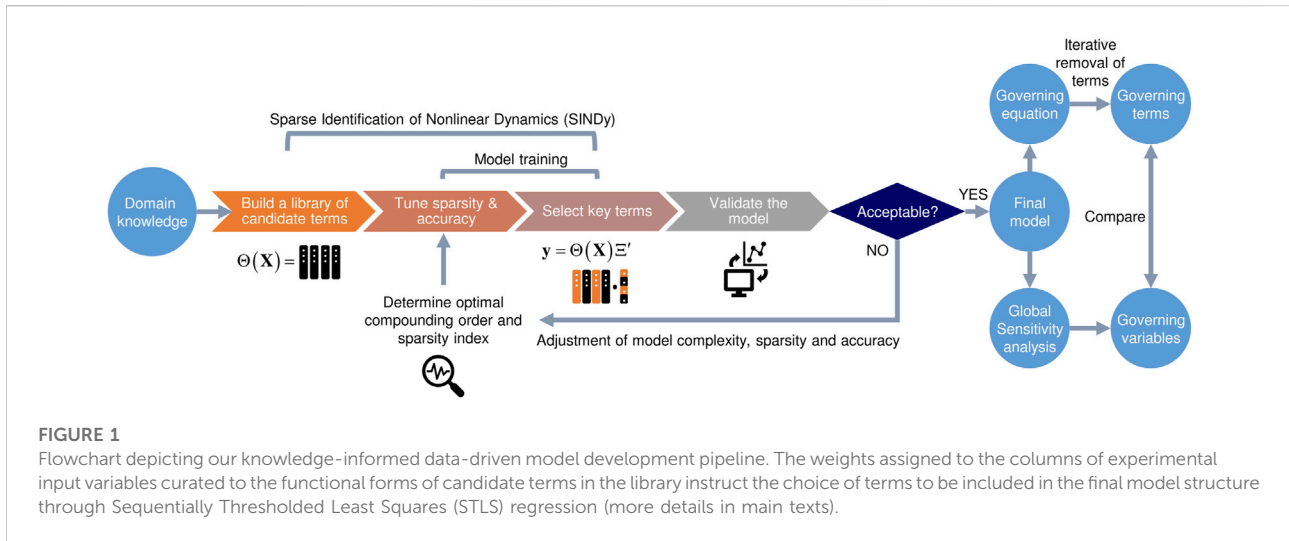 Sparse Identification of Nonlinear Dynamics (SINDy)
Model training
Domain
knowledge
Build a library of
candidate terms
Tune sparsity &
accuracy
Select key terms
Validate the
model
Acceptable?
YES
NO
Θ(X) =
y = Θ(X)Ξ′
Determine optimal
compounding order and
sparsity index
Adjustment of model complexity, sparsity and accuracy
Governing
equation
Iterative
removal of
terms
Governing
terms
Final
model
Compare
Global
Sensitivity
analysis
Governing
variables
FIGURE 1
Flowchart depicting our knowledge-informed data-driven model development pipeline. The weights assigned to the columns of experimental
input variables curated to the functional forms of candidate terms in the library instruct the choice of terms to be included in the final model structure
through Sequentially Thresholded Least Squares (STLS) regression (more details in main texts).